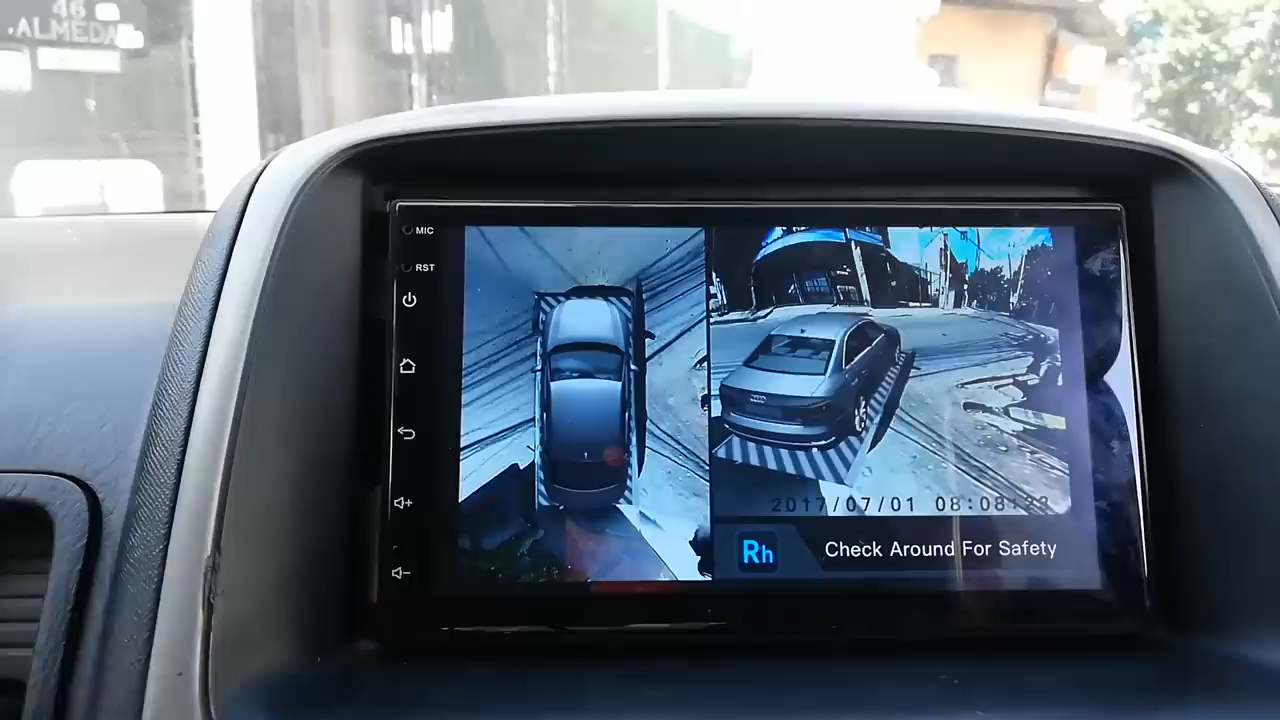 46
.ALMEDA
MIC
RST
2017/07/01 08:08:23
Rh
Check Around For Safety